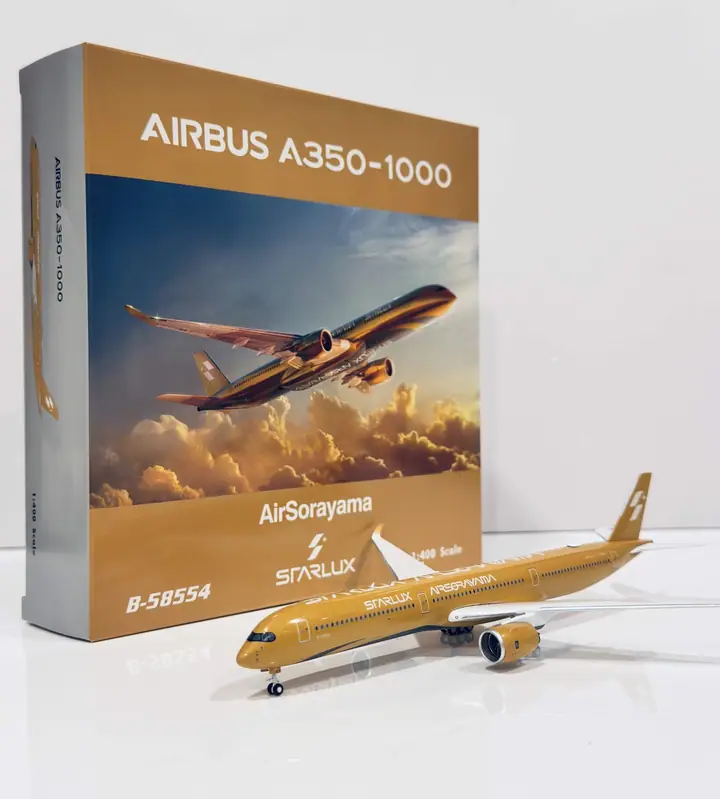 AIRBUS A350-1000
AIRBUS A350-1000
1:400 Scale
AirSorayama
STARLUX
1:400 Scale
B-58554
STARLUX AIRSORAYAMA